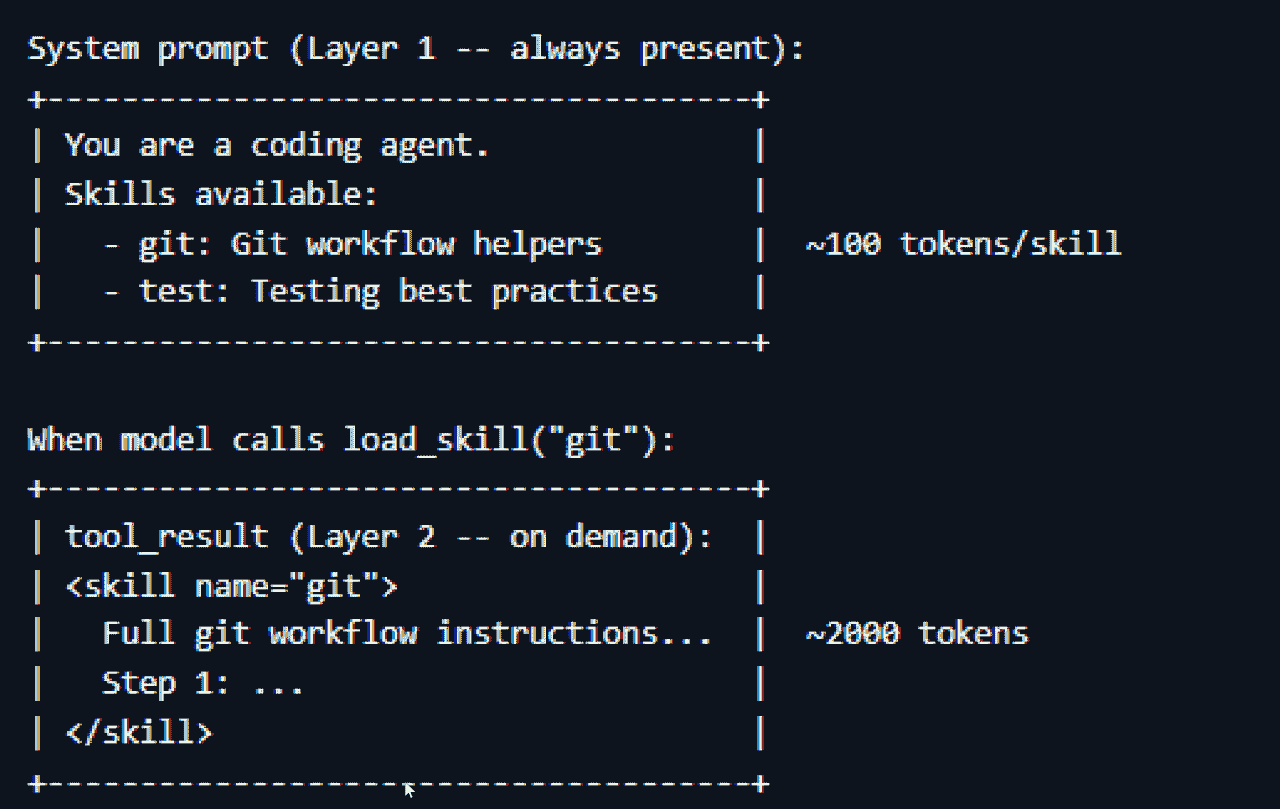 System prompt (Layer 1 -- always present):
+--------------------------------------+
| You are a coding agent.              |
| Skills available:                    |
|   - git: Git workflow helpers        |  ~100 tokens/skill
|   - test: Testing best practices     |
+--------------------------------------+

When model calls load_skill("git"):
+--------------------------------------+
| tool_result (Layer 2 -- on demand):  |
| <skill name="git">                   |
|   Full git workflow instructions...  |  ~2000 tokens
|   Step 1: ...                        |
| </skill>                             |
+--------------------------------------+